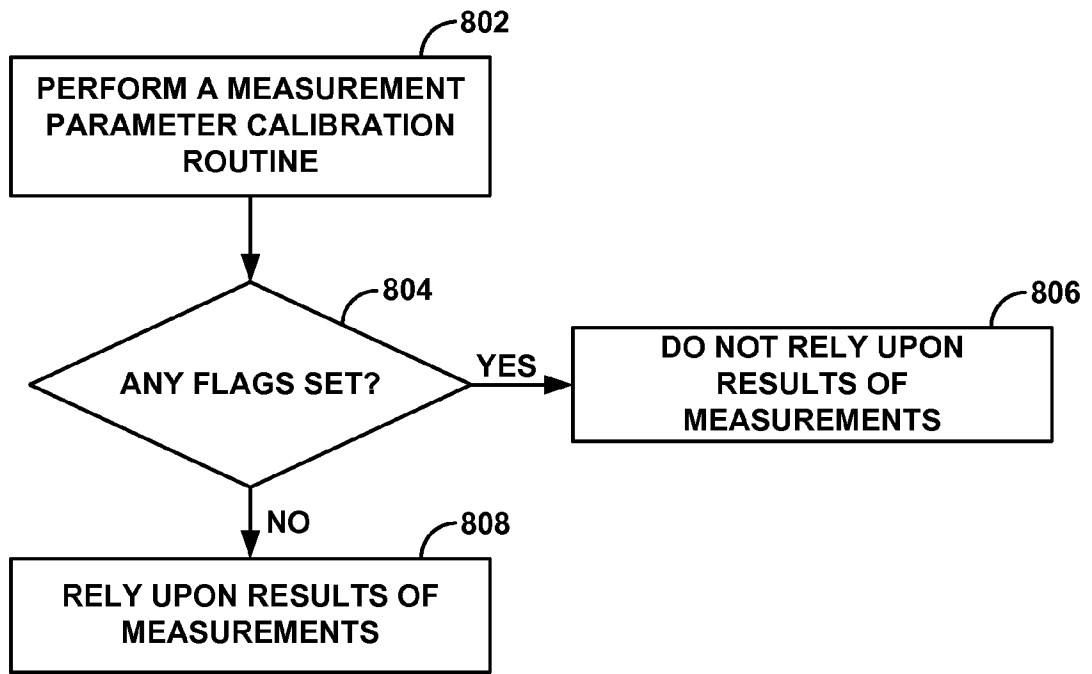 802
PERFORM A MEASUREMENT
PARAMETER CALIBRATION
ROUTINE
804
ANY FLAGS SET?
YES
806
DO NOT RELY UPON
RESULTS OF
MEASUREMENTS
NO
808
RELY UPON RESULTS OF
MEASUREMENTS